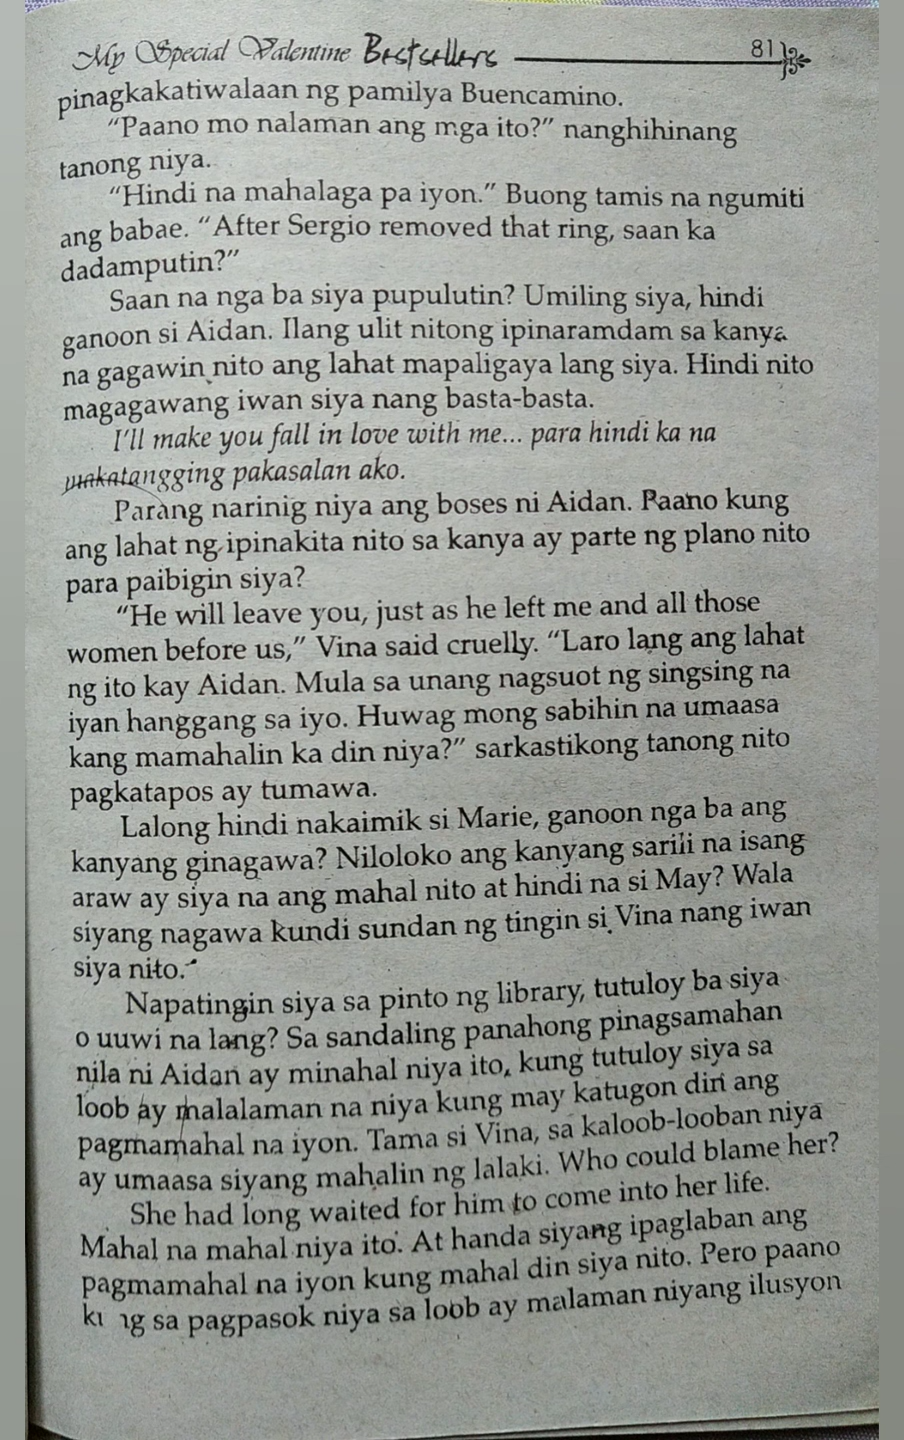 My Special Valentine Bestsellers 81
pinagkakatiwalaan ng pamilya Buencamino.
“Paano mo nalaman ang mga ito?” nanghihinang
tanong niya.
“Hindi na mahalaga pa iyon.” Buong tamis na ngumiti
ang babae. “After Sergio removed that ring, saan ka
dadamputin?”
Saan na nga ba siya pupulutin? Umiling siya, hindi
ganoon si Aidan. Ilang ulit nitong ipinaramdam sa kanya
na gagawin nito ang lahat mapaligaya lang siya. Hindi nito
magagawang iwan siya nang basta-basta.
I’ll make you fall in love with me... para hindi ka na
makatangging pakasalan ako.
Parang narinig niya ang boses ni Aidan. Paano kung
ang lahat ng ipinakita nito sa kanya ay parte ng plano nito
para paibigin siya?
“He will leave you, just as he left me and all those
women before us,” Vina said cruelly. “Laro lang ang lahat
ng ito kay Aidan. Mula sa unang nagsuot ng singsing na
iyan hanggang sa iyo. Huwag mong sabihin na umaasa
kang mamahalin ka din niya?” sarkastikong tanong nito
pagkatapos ay tumawa.
Lalong hindi nakaimik si Marie, ganoon nga ba ang
kanyang ginagawa? Niloloko ang kanyang sarili na isang
araw ay siya na ang mahal nito at hindi na si May? Wala
siyang nagawa kundi sundan ng tingin si Vina nang iwan
siya nito.
Napatingin siya sa pinto ng library, tutuloy ba siya
o uuwi na lang? Sa sandaling panahong pinagsamahan
nila ni Aidan ay minahal niya ito, kung tutuloy siya sa
loob ay malalaman na niya kung may katugon din ang
pagmamahal na iyon. Tama si Vina, sa kaloob-looban niya
ay umaasa siyang mahalin ng lalaki. Who could blame her?
She had long waited for him to come into her life.
Mahal na mahal niya ito. At handa siyang ipaglaban ang
pagmamahal na iyon kung mahal din siya nito. Pero paano
kung sa pagpasok niya sa loob ay malaman niyang ilusyon